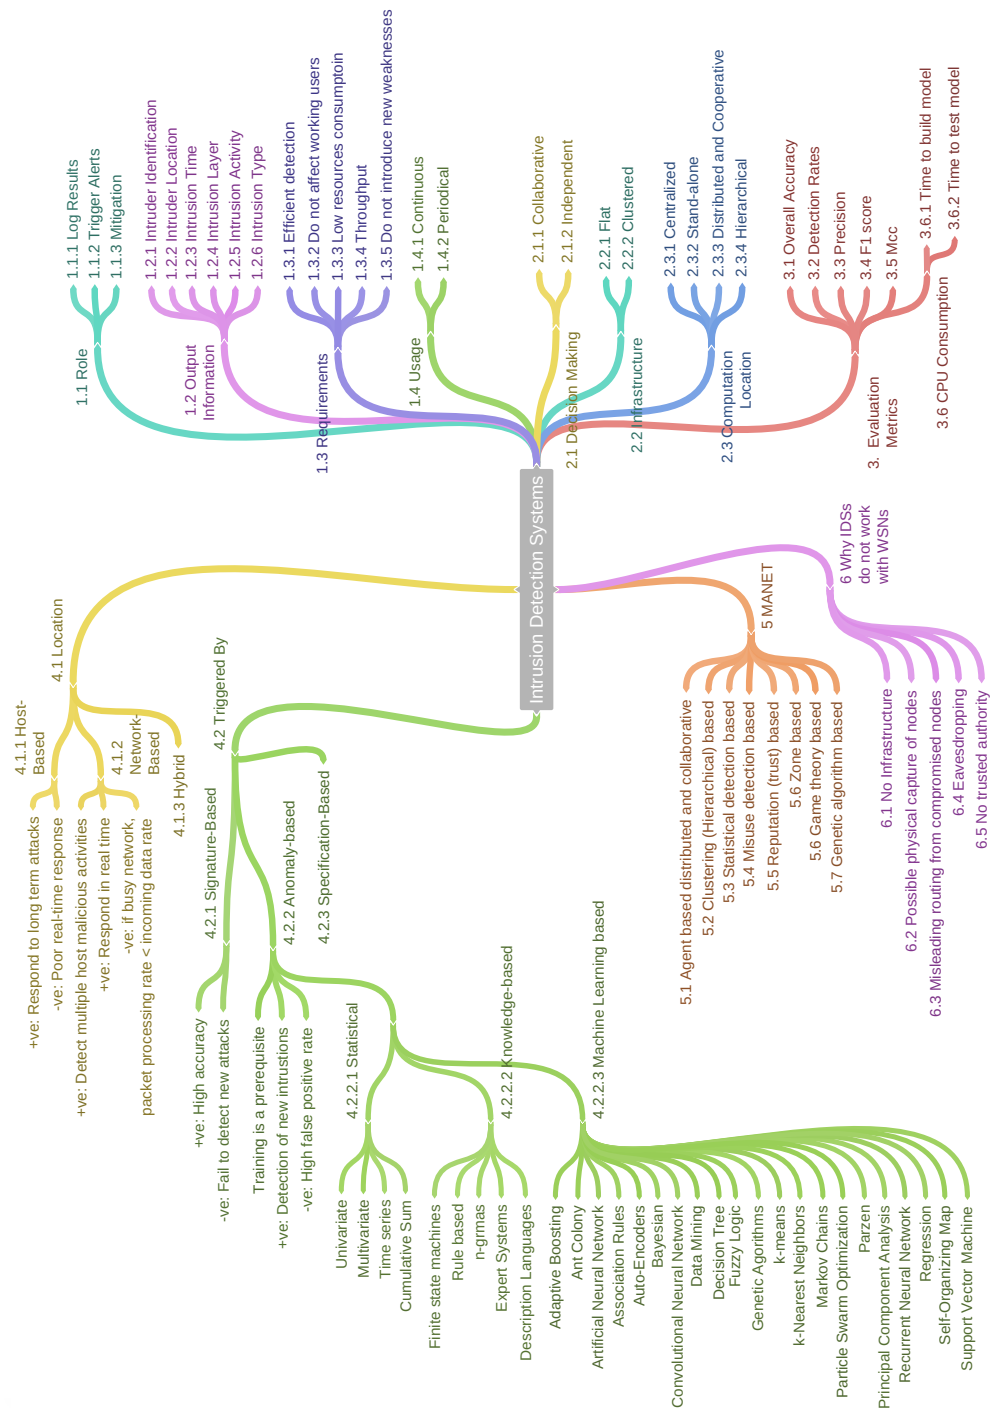 Intrusion Detection Systems
1.1 Role
1.1.1 Log Results
1.1.2 Trigger Alerts
1.1.3 Mitigation
1.2 Output
Information
1.2.1 Intruder Identification
1.2.2 Intruder Location
1.2.3 Intrusion Time
1.2.4 Intrusion Layer
1.2.5 Intrusion Activity
1.2.6 Intrusion Type
1.3 Requirements
1.3.1 Efficient detection
1.3.2 Do not affect working users
1.3.3 Low resources consumptoin
1.3.4 Throughput
1.3.5 Do not introduce new weaknesses
1.4 Usage
1.4.1 Continuous
1.4.2 Periodical
2.1 Decision Making
2.1.1 Collaborative
2.1.2 Independent
2.2 Infrastructure
2.2.1 Flat
2.2.2 Clustered
2.3 Computation
Location
2.3.1 Centralized
2.3.2 Stand-alone
2.3.3 Distributed and Cooperative
2.3.4 Hierarchical
3. Evaluation
Metrics
3.1 Overall Accuracy
3.2 Detection Rates
3.3 Precision
3.4 F1 score
3.5 Mcc
3.6 CPU Consumption
3.6.1 Time to build model
3.6.2 Time to test model
4.1 Location
4.1.1 Host-
Based
+ve: Respond to long term attacks
-ve: Poor real-time response
4.1.2
Network-
Based
+ve: Detect multiple host malicious activities
+ve: Respond in real time
-ve: if busy network,
packet processing rate < incoming data rate
4.1.3 Hybrid
4.2 Triggered By
4.2.1 Signature-Based
+ve: High accuracy
-ve: Fail to detect new attacks
4.2.2 Anomaly-based
Training is a prerequisite
+ve: Detection of new intrustions
-ve: High false positive rate
4.2.2.1 Statistical
Univariate
Multivariate
Time series
Cumulative Sum
4.2.2.2 Knowledge-based
Finite state machines
Rule based
n-grmas
Expert Systems
Description Languages
4.2.2.3 Machine Learning based
Adaptive Boosting
Ant Colony
Artificial Neural Network
Association Rules
Auto-Encoders
Bayesian
Convolutional Neural Network
Data Mining
Decision Tree
Fuzzy Logic
Genetic Agorithms
k-means
k-Nearest Neighbors
Markov Chains
Particle Swarm Optimization
Parzen
Principal Component Analysis
Recurrent Neural Network
Regression
Self-Organizing Map
Support Vector Machine
4.2.3 Specification-Based
5 MANET
5.1 Agent based distributed and collaborative
5.2 Clustering (Hierarchical) based
5.3 Statistical detection based
5.4 Misuse detection based
5.5 Reputation (trust) based
5.6 Zone based
5.6 Game theory based
5.7 Genetic algorithm based
6 Why IDSs
do not work
with WSNs
6.1 No Infrastructure
6.2 Possible physical capture of nodes
6.3 Misleading routing from compromised nodes
6.4 Eavesdropping
6.5 No trusted authority